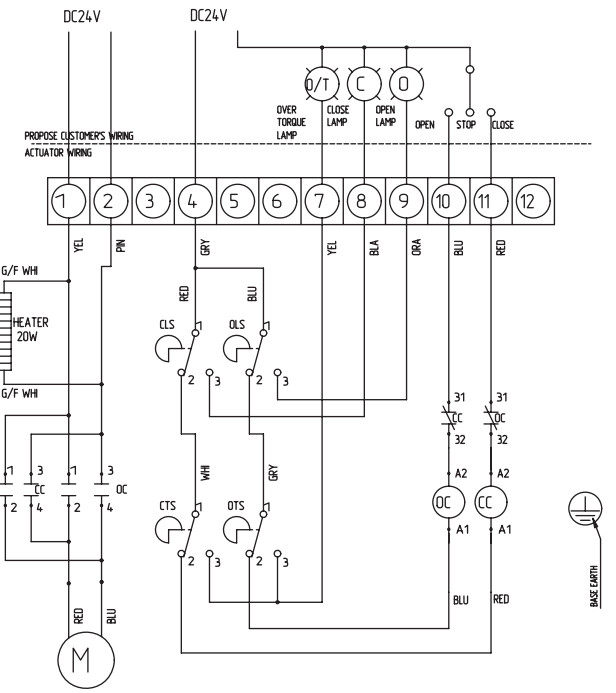 DC24V
DC24V
O/T
C
O
OVER
TORQUE
LAMP
CLOSE
LAMP
OPEN
LAMP
OPEN
STOP
CLOSE
PROPOSE CUSTOMER'S WIRING
ACTUATOR WIRING
1 2 3 4 5 6 7 8 9 10 11 12
YEL
PIN
GRY
YEL
BLA
ORA
BLU
RED
G/F WHI
HEATER
20W
G/F WHI
RED
BLU
CLS
1
2
3
OLS
1
2
3
31
CC
32
31
OC
32
WHI
GRY
A2
OC
A1
A2
CC
A1
1
2
3
CC
4
1
2
3
OC
4
CTS
1
2
3
OTS
1
2
3
BLU
RED
RED
BLU
M
BASE EARTH